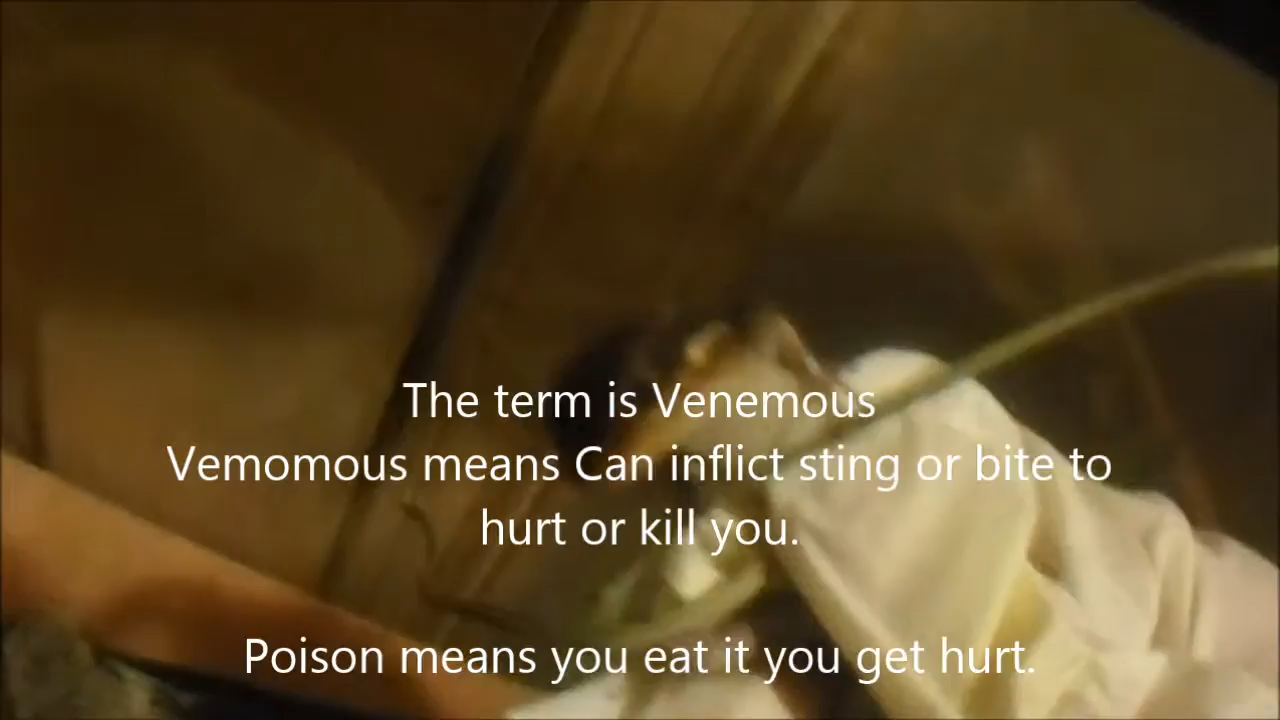 The term is Venemous
Vemomous means Can inflict sting or bite to
hurt or kill you.
Poison means you eat it you get hurt.